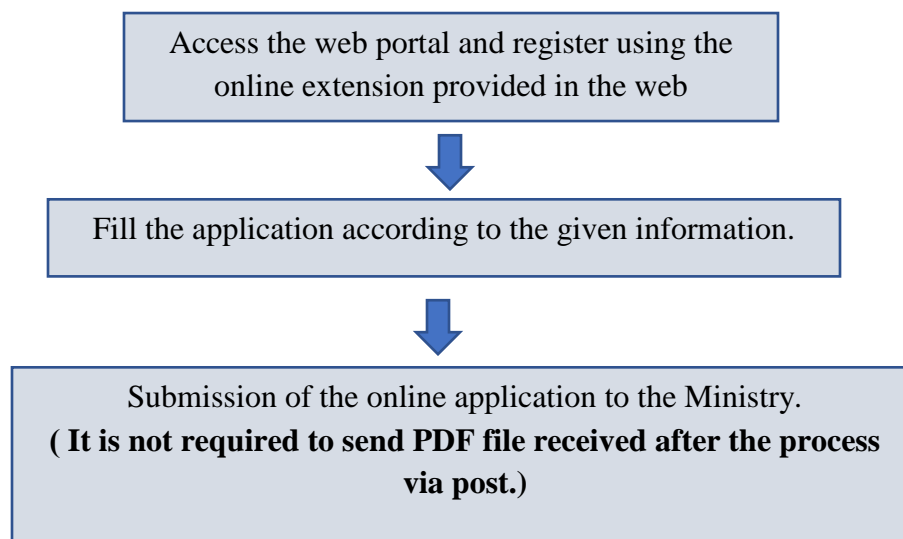 Access the web portal and register using the
online extension provided in the web
Fill the application according to the given information.
Submission of the online application to the Ministry.
( It is not required to send PDF file received after the process
via post.)